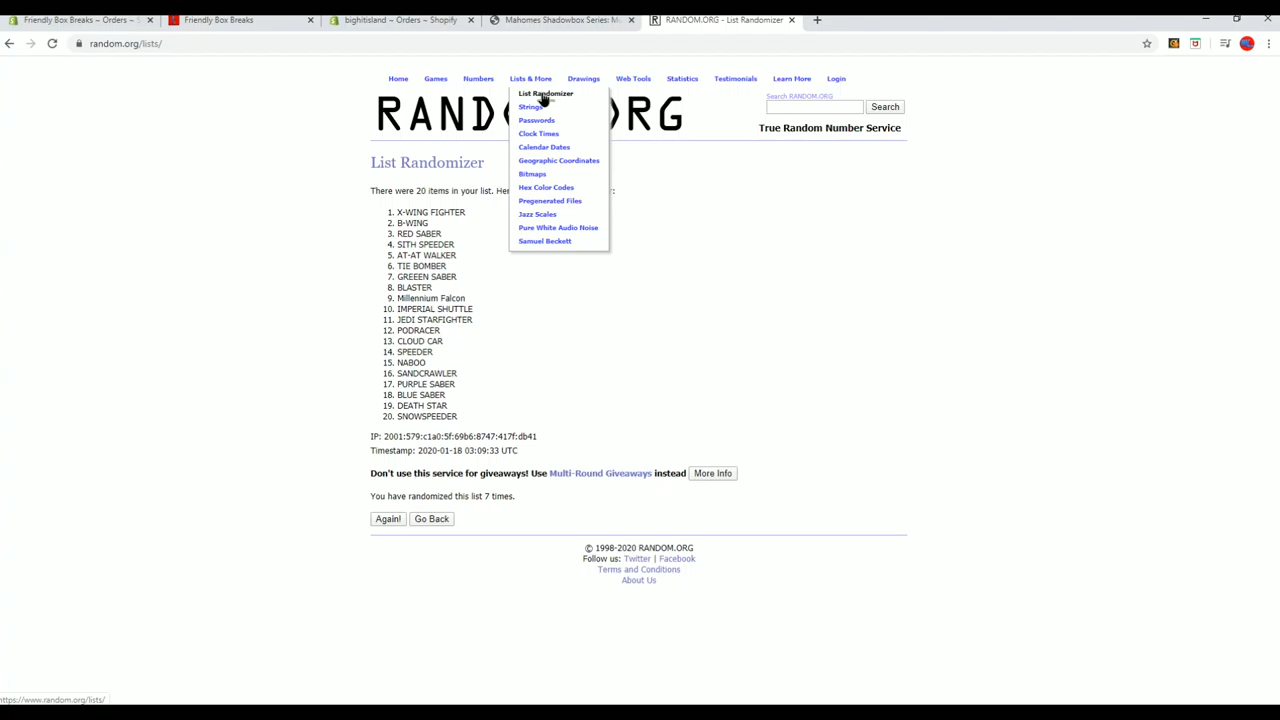 Friendly Box Breaks ~ Orders ~ S
Friendly Box Breaks
bighitisland ~ Orders ~ Shopify
Mahomes Shadowbox Series: M
RANDOM.ORG - List Randomizer
random.org/lists/
Home
Games
Numbers
Lists & More
Drawings
Web Tools
Statistics
Testimonials
Learn More
Login
List Randomizer
Strings
Passwords
Clock Times
Calendar Dates
Geographic Coordinates
Bitmaps
Hex Color Codes
Pregenerated Files
Jazz Scales
Pure White Audio Noise
Samuel Beckett
Search RANDOM.ORG
Search
True Random Number Service
List Randomizer
There were 20 items in your list. Her
1. X-WING FIGHTER
2. B-WING
3. RED SABER
4. SITH SPEEDER
5. AT-AT WALKER
6. TIE BOMBER
7. GREEEN SABER
8. BLASTER
9. Millennium Falcon
10. IMPERIAL SHUTTLE
11. JEDI STARFIGHTER
12. PODRACER
13. CLOUD CAR
14. SPEEDER
15. NABOO
16. SANDCRAWLER
17. PURPLE SABER
18. BLUE SABER
19. DEATH STAR
20. SNOWSPEEDER
IP: 2001:579:c1a0:5f:69b6:8747:417f:db41
Timestamp: 2020-01-18 03:09:33 UTC
Don't use this service for giveaways! Use Multi-Round Giveaways instead
More Info
You have randomized this list 7 times.
Again!
Go Back
© 1998-2020 RANDOM.ORG
Follow us: Twitter | Facebook
Terms and Conditions
About Us
https://www.random.org/lists/